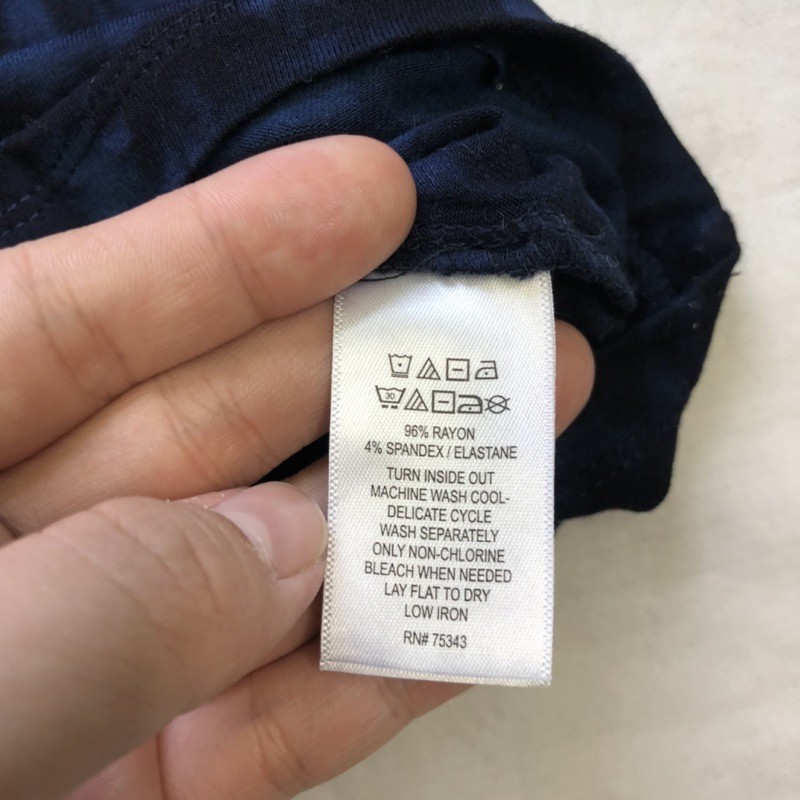 30
96% RAYON
4% SPANDEX / ELASTANE
TURN INSIDE OUT
MACHINE WASH COOL-
DELICATE CYCLE
WASH SEPARATELY
ONLY NON-CHLORINE
BLEACH WHEN NEEDED
LAY FLAT TO DRY
LOW IRON
RN# 75343